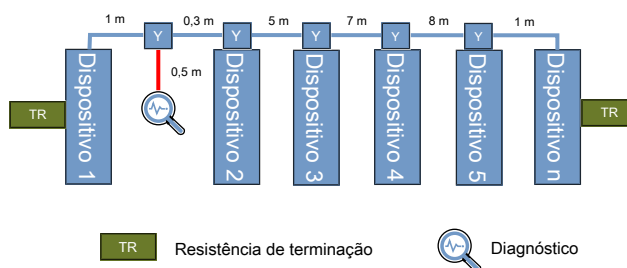 1 m
0,3 m
5 m
7 m
8 m
1 m
Y
Y
Y
Y
Y
0,5 m
TR
Dispositivo 1
Dispositivo 2
Dispositivo 3
Dispositivo 4
Dispositivo 5
Dispositivo n
TR
TR
Resistência de terminação
Diagnóstico